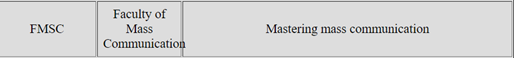 FMSC
Faculty of
Mass
Communication
Mastering mass communication